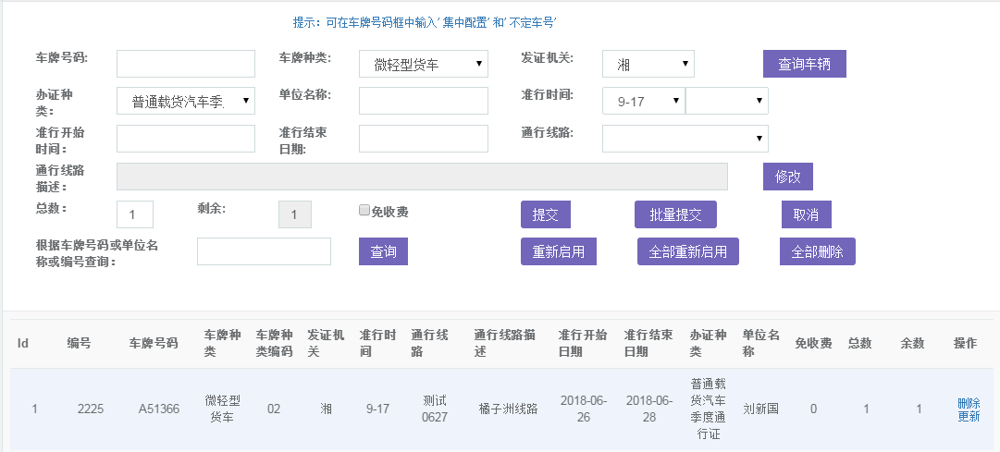 提示：可在车牌号码框中输入'集中配置'和'不定车号'
车牌号码: 车牌种类: 微轻型货车 发证机关: 湘 查询车辆
办证种类： 普通载货汽车季. 单位名称: 准行时间: 9-17
准行开始时间： 准行结束日期: 通行线路:
通行线路描述： 修改
总数： 1 剩余: 1 免收费 提交 批量提交 取消
根据车牌号码或单位名称或编号查询： 查询 重新启用 全部重新启用 全部删除
Id 编号 车牌号码 车牌种类 车牌种类编码 发证机关 准行时间 通行线路 通行线路描述 准行开始日期 准行结束日期 办证种类 单位名称 免收费 总数 余数 操作
1 2225 A51366 微轻型货车 02 湘 9-17 测试0627 橘子洲线路 2018-06-26 2018-06-28 普通载货汽车季度通行证 刘新国 0 1 1 删除 更新